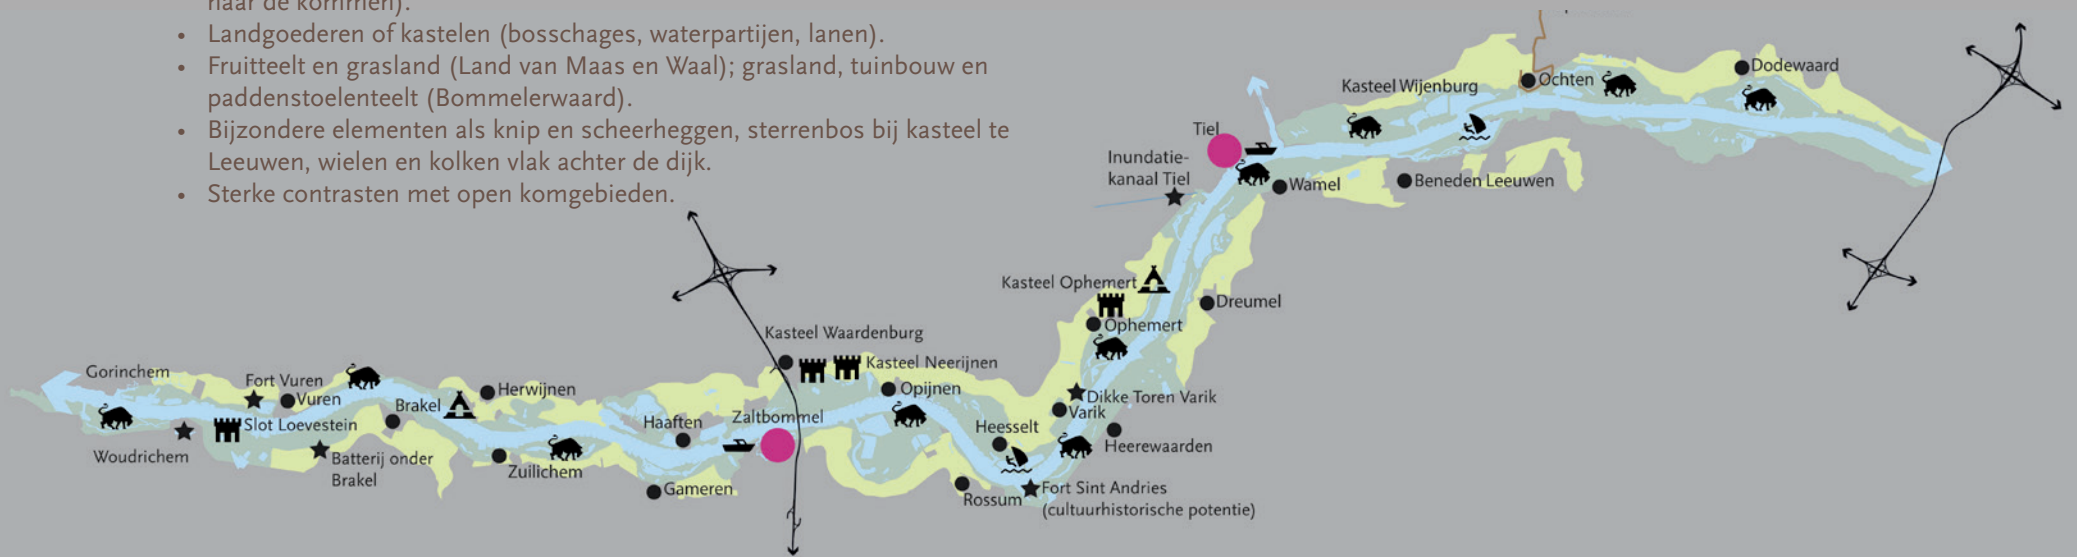 naar de kommen).
• Landgoederen of kastelen (bosschages, waterpartijen, lanen).
• Fruitteelt en grasland (Land van Maas en Waal); grasland, tuinbouw en
paddenstoelenteelt (Bommelerwaard).
• Bijzondere elementen als knip en scheerheggen, sterrenbos bij kasteel te
Leeuwen, wielen en kolken vlak achter de dijk.
• Sterke contrasten met open komgebieden.
Dodewaard
Ochten
Kasteel Wijenburg
Tiel
Inundatie-
kanaal Tiel
Wamel
Beneden Leeuwen
Kasteel Ophemert
Dreumel
Ophemert
Kasteel Waardenburg
Kasteel Neerijnen
Gorinchem
Fort Vuren
Vuren
Herwijnen
Opijnen
Brakel
Dikke Toren Varik
Varik
Slot Loevestein
Haaften
Zaltbommel
Heesselt
Heerewaarden
Woudrichem
Batterij onder
Brakel
Zuilichem
Gameren
Rossum
Fort Sint Andries
(cultuurhistorische potentie)